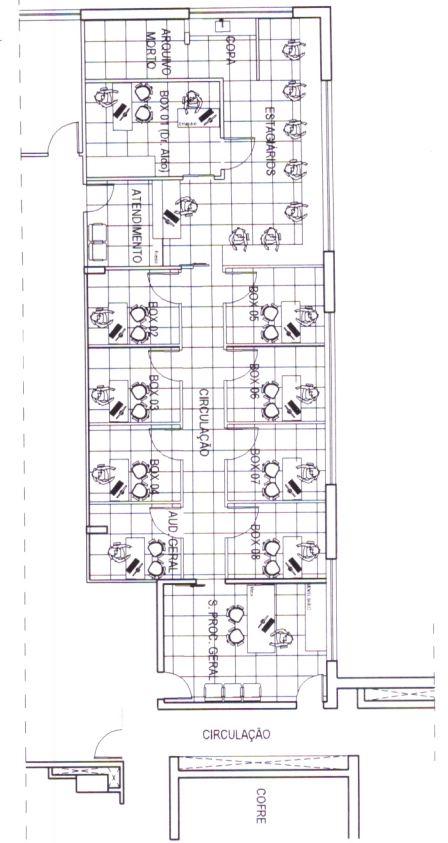 ARQUIVO
MORTO
COPA
BOX 01 (Dr. Aldo)
ESTAGIÁRIOS
ATENDIMENTO
BOX 02
BOX 05
BOX 03
BOX 06
CIRCULAÇÃO
BOX 04
BOX 07
AUD. GERAL
BOX 08
S. PROC. GERAL
CIRCULAÇÃO
COFRE